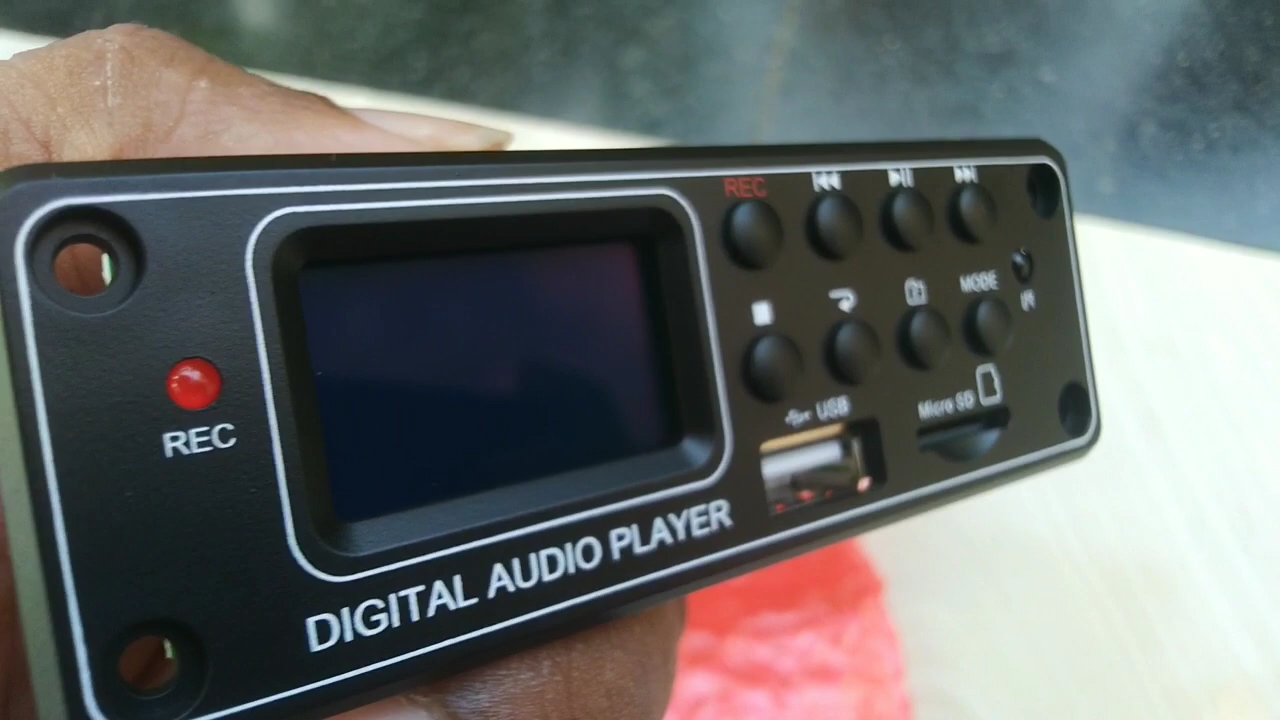 REC
MODE
IR
USB
Micro SD
REC
DIGITAL AUDIO PLAYER